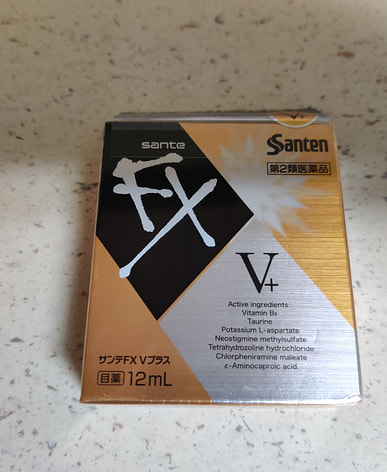 sante
FX
Santen
第2類医薬品
V+
Active ingredients:
Vitamin B6
Taurine
Potassium L-aspartate
Neostigmine methylsulfate
Tetrahydrozoline hydrochloride
Chlorpheniramine maleate
ε-Aminocaproic acid
サンテFX Vプラス
目薬 12mL